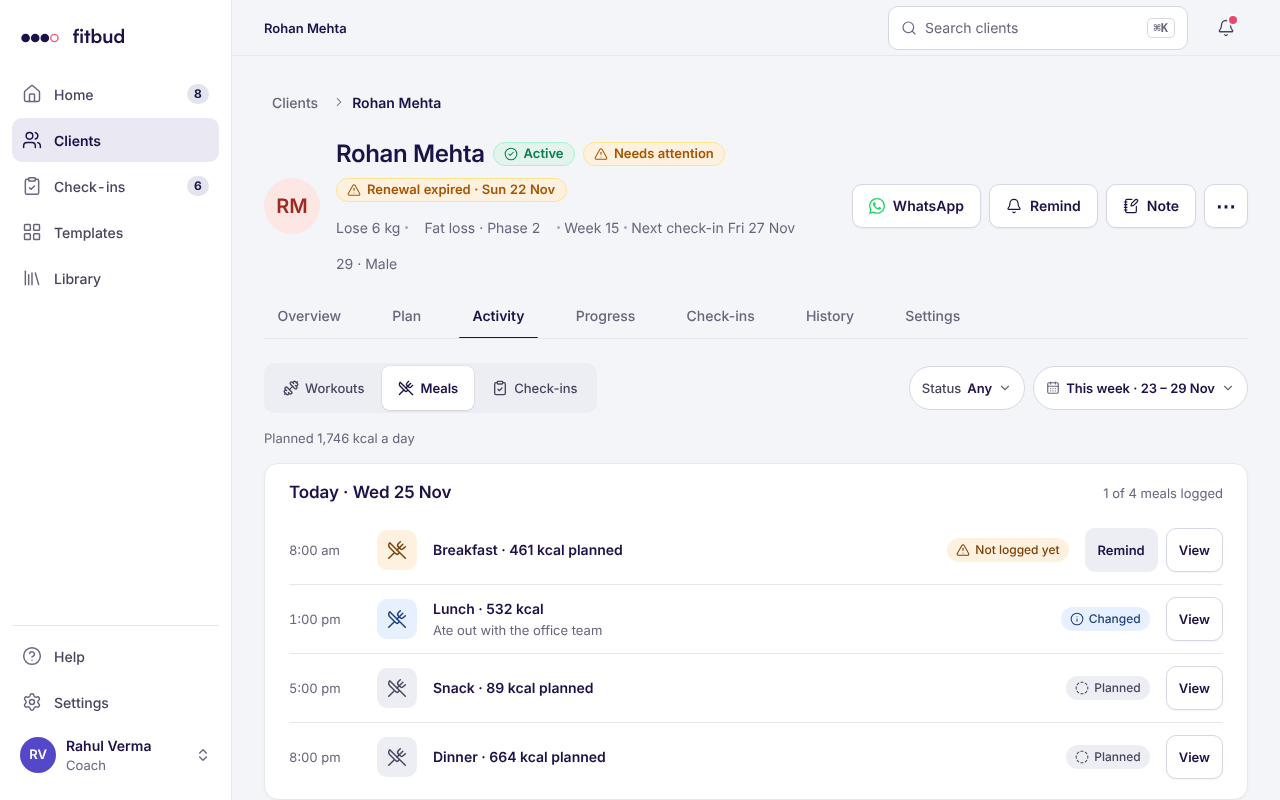 fitbud
Home 8
Clients
Check-ins 6
Templates
Library
Help
Settings
RV
Rahul Verma
Coach
Rohan Mehta
Search clients ⌘K
Clients > Rohan Mehta
RM
Rohan Mehta Active Needs attention
Renewal expired · Sun 22 Nov
Lose 6 kg · Fat loss · Phase 2 · Week 15 · Next check-in Fri 27 Nov
29 · Male
WhatsApp Remind Note ···
Overview Plan Activity Progress Check-ins History Settings
Workouts Meals Check-ins
Status Any This week · 23 – 29 Nov
Planned 1,746 kcal a day
Today · Wed 25 Nov 1 of 4 meals logged
8:00 am Breakfast · 461 kcal planned Not logged yet Remind View
1:00 pm Lunch · 532 kcal Changed View
Ate out with the office team
5:00 pm Snack · 89 kcal planned Planned View
8:00 pm Dinner · 664 kcal planned Planned View